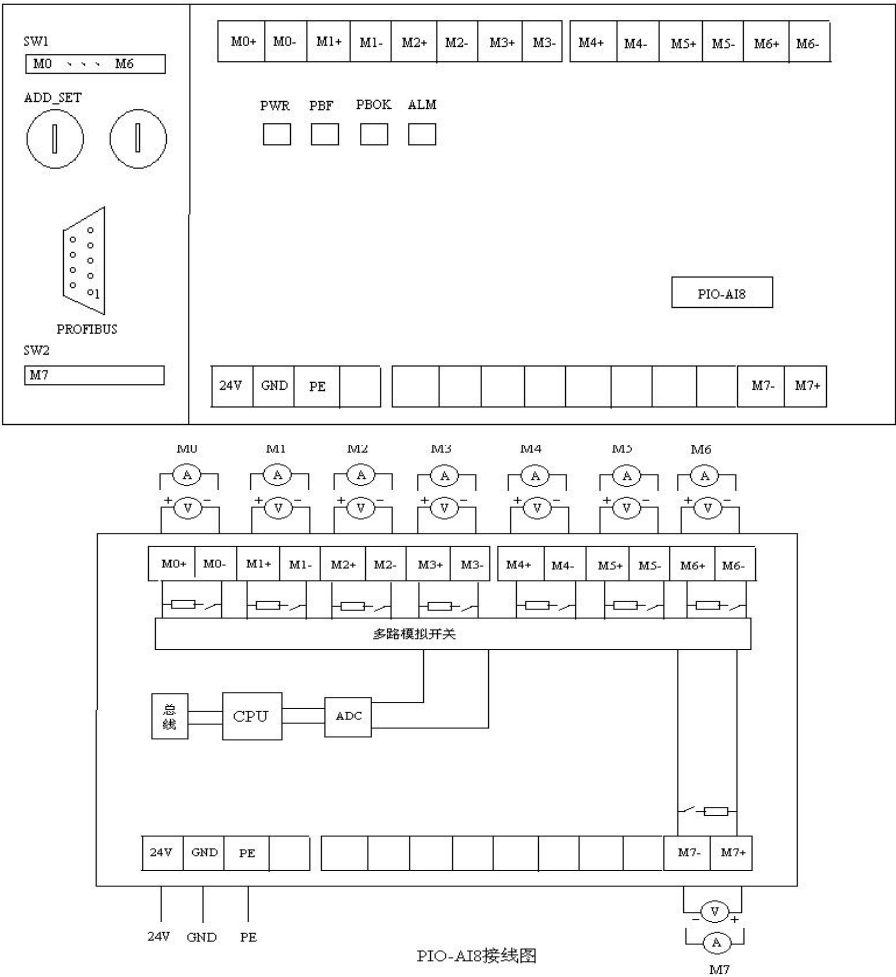 SW1
M0 、、、 M6
ADD_SET
PROFIBUS
1
SW2
M7
M0+ M0- M1+ M1- M2+ M2- M3+ M3- M4+ M4- M5+ M5- M6+ M6-
PWR PBF PBOK ALM
PIO-AI8
24V GND PE M7- M7+
M0 M1 M2 M3 M4 M5 M6
A A A A A A A
+ V - + V - + V - + V - + V - + V - + V -
M0+ M0- M1+ M1- M2+ M2- M3+ M3- M4+ M4- M5+ M5- M6+ M6-
多路模拟开关
总线 CPU ADC
24V GND PE M7- M7+
- V +
24V GND PE A
PIO-AI8接线图
M7